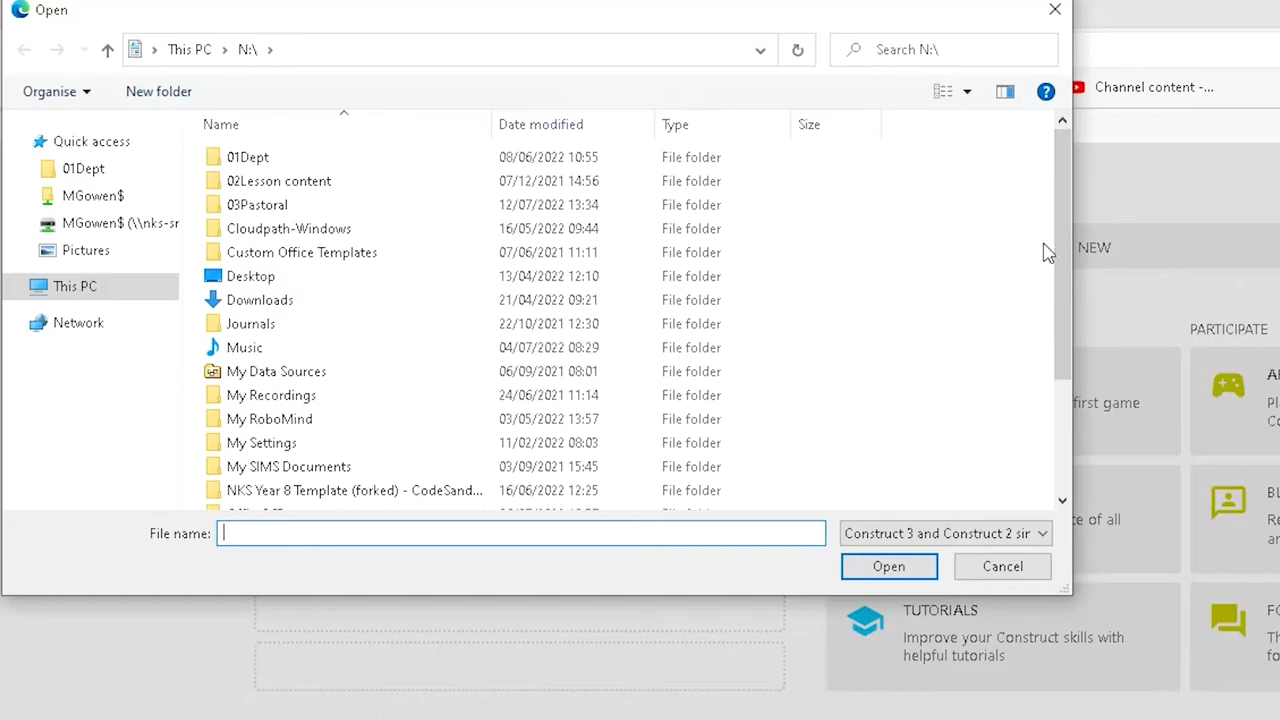 Open
This PC
N:\
Search N:\
Organise
New folder
Channel content -...
Name
Date modified
Type
Size
Quick access
01Dept
MGowen$
MGowen$ (\\nks-sr
Pictures
This PC
Network
01Dept 08/06/2022 10:55 File folder
02Lesson content 07/12/2021 14:56 File folder
03Pastoral 12/07/2022 13:34 File folder
Cloudpath-Windows 16/05/2022 09:44 File folder
Custom Office Templates 07/06/2021 11:11 File folder
Desktop 13/04/2022 12:10 File folder
Downloads 21/04/2022 09:21 File folder
Journals 22/10/2021 12:30 File folder
Music 04/07/2022 08:29 File folder
My Data Sources 06/09/2021 08:01 File folder
My Recordings 24/06/2021 11:14 File folder
My RoboMind 03/05/2022 13:57 File folder
My Settings 11/02/2022 08:03 File folder
My SIMS Documents 03/09/2021 15:45 File folder
NKS Year 8 Template (forked) - CodeSand... 16/06/2022 12:25 File folder
File name:
Construct 3 and Construct 2 sir
Open
Cancel
NEW
PARTICIPATE
first game
ce of all
TUTORIALS
Improve your Construct skills with
helpful tutorials